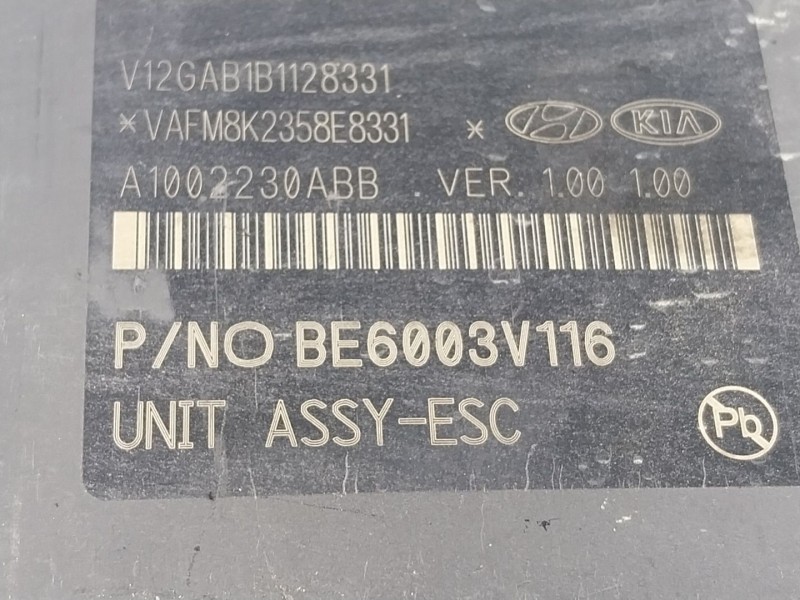 V12GAB1B1128331
*VAFM8K2358E8331 *
KIA
A1002230ABB . VER. 1.00 1.00
P/NO BE6003V116
UNIT ASSY-ESC
Pb